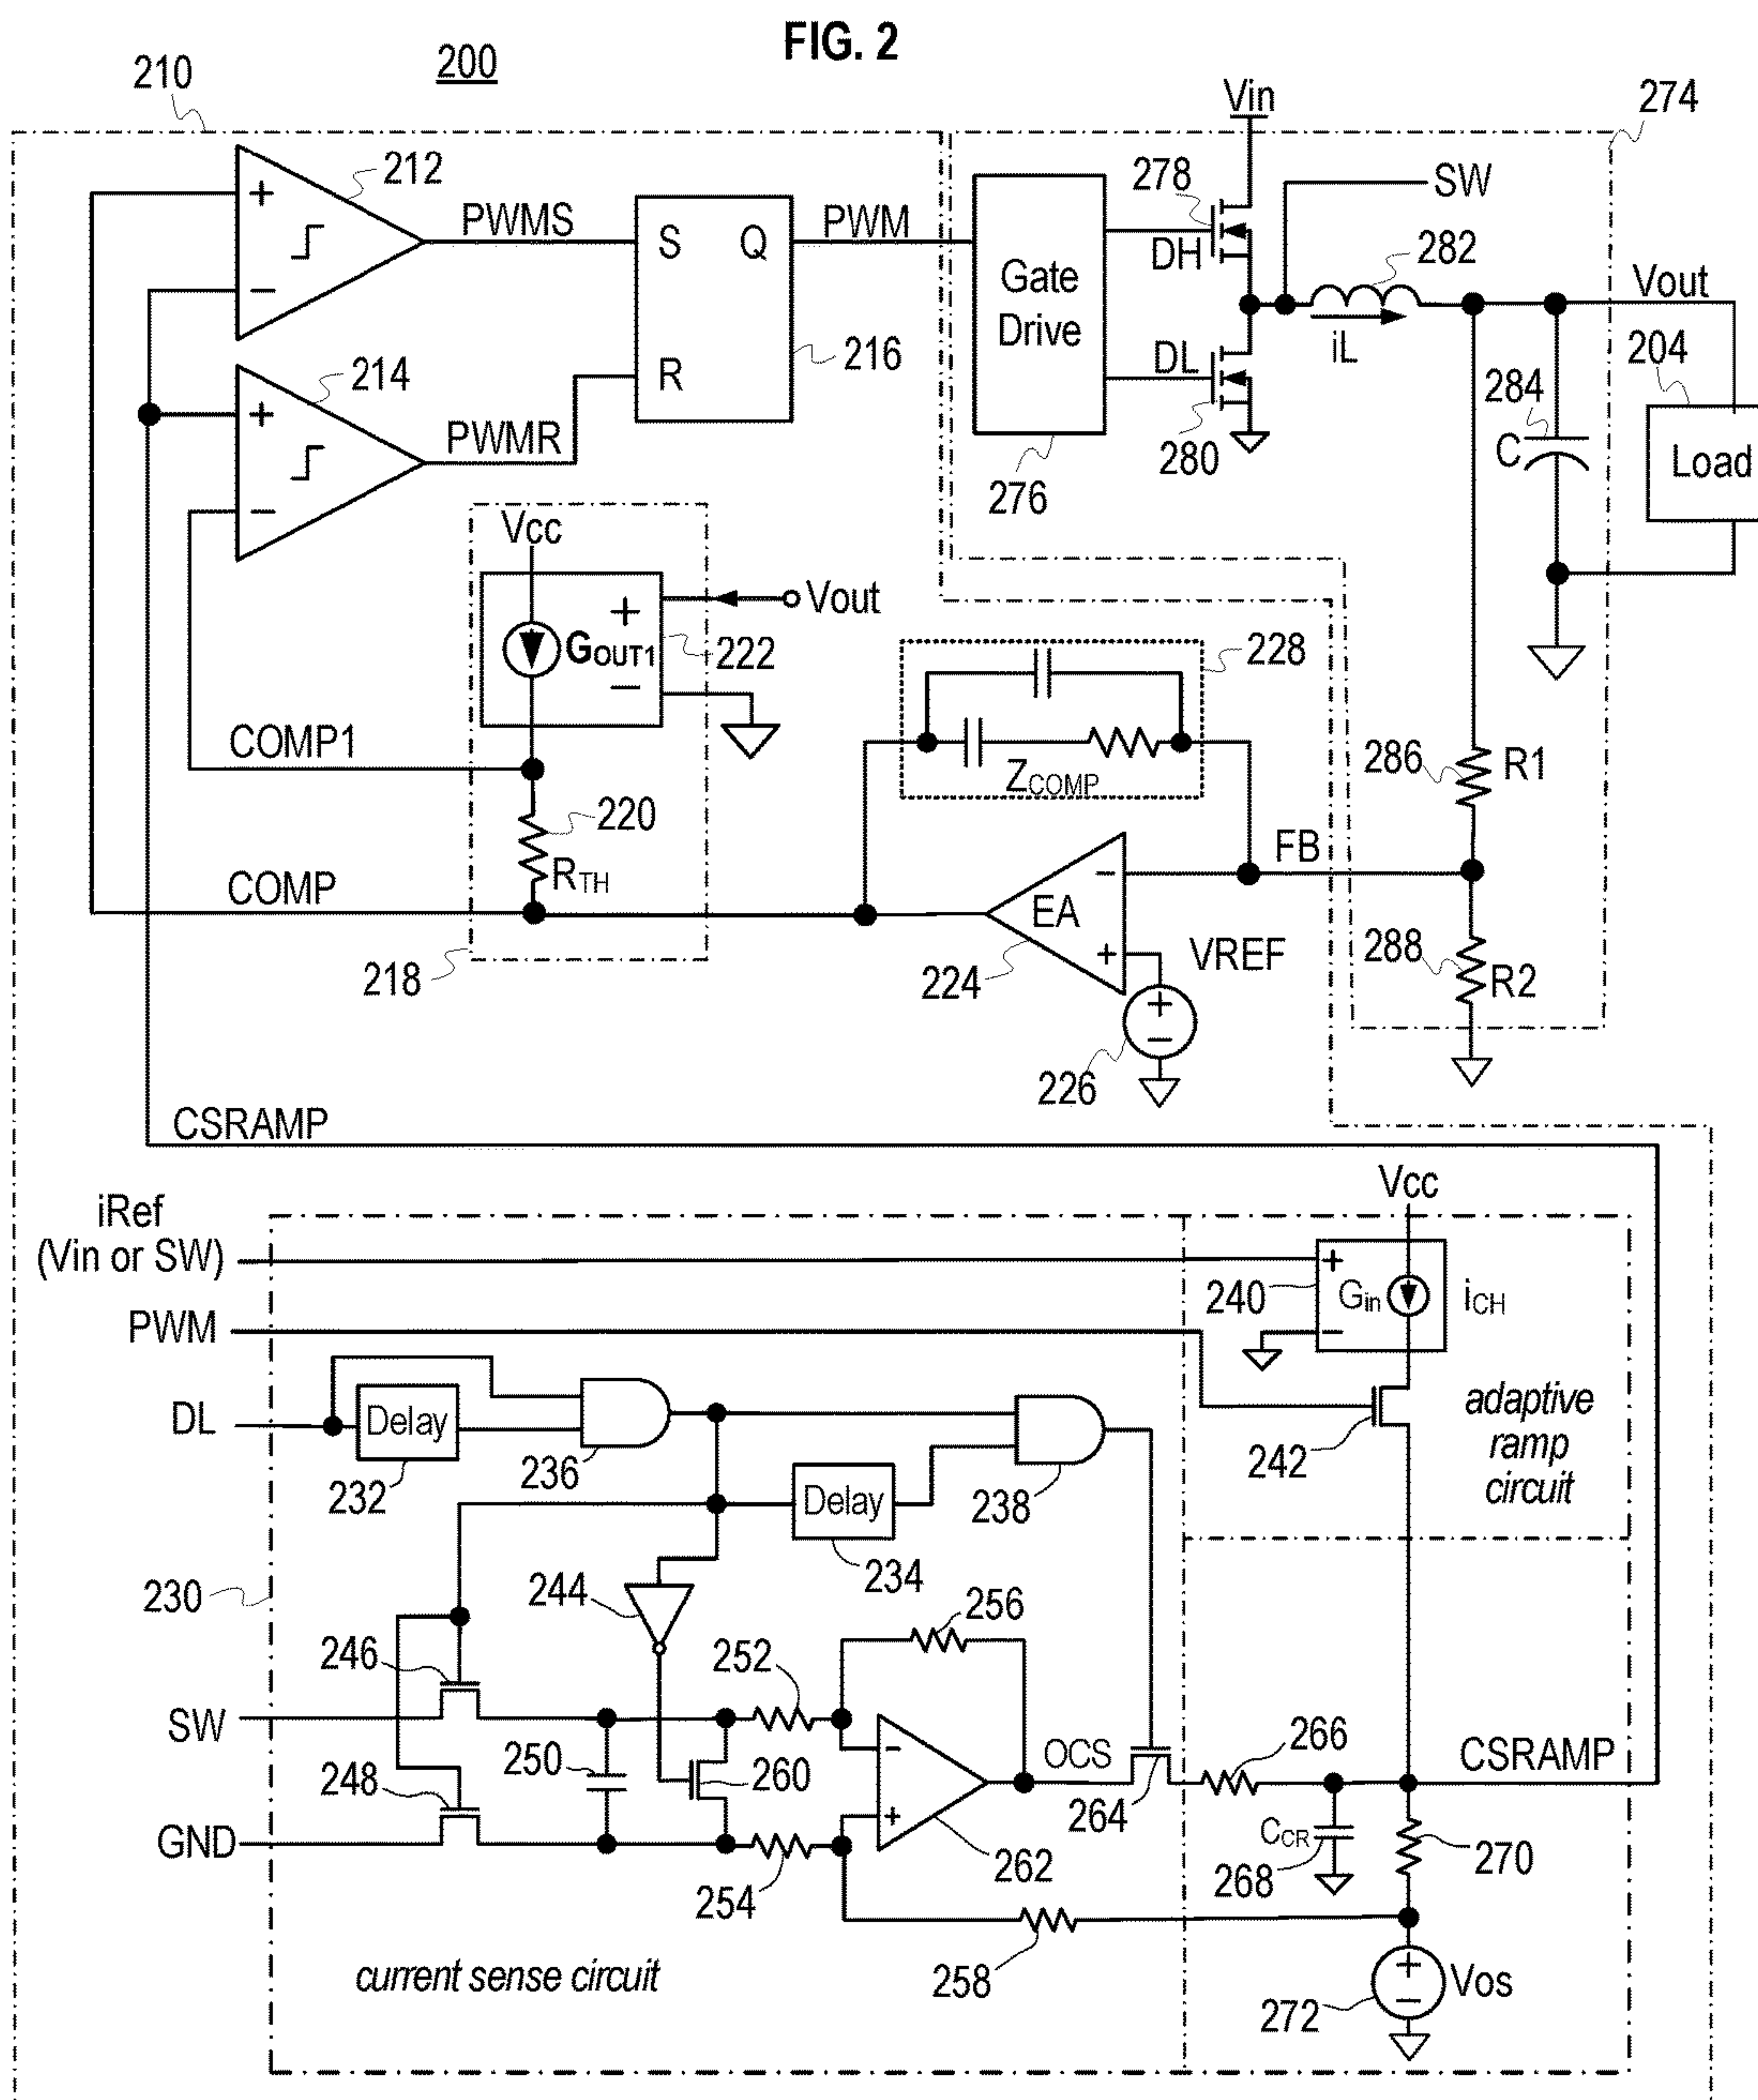 FIG. 2
200
210
274
Vin
212
278
SW
+
PWMS
S
Q
PWM
DH
282
−
Gate
Drive
Vout
iL
214
216
DL
204
+
R
284
PWMR
280
C
Load
−
276
Vcc
+
Vout
GOUT1
222
228
−
COMP1
ZCOMP
286
R1
220
RTH
FB
COMP
−
EA
288
+
VREF
218
224
R2
+
−
226
CSRAMP
Vcc
iRef
(Vin or SW)
+
240
Gin
iCH
PWM
−
adaptive
ramp
circuit
DL
Delay
242
232
236
Delay
238
234
230
244
256
246
252
SW
−
266
250
OCS
CSRAMP
260
248
264
+
CCR
GND
262
268
270
254
258
+
current sense circuit
Vos
−
272